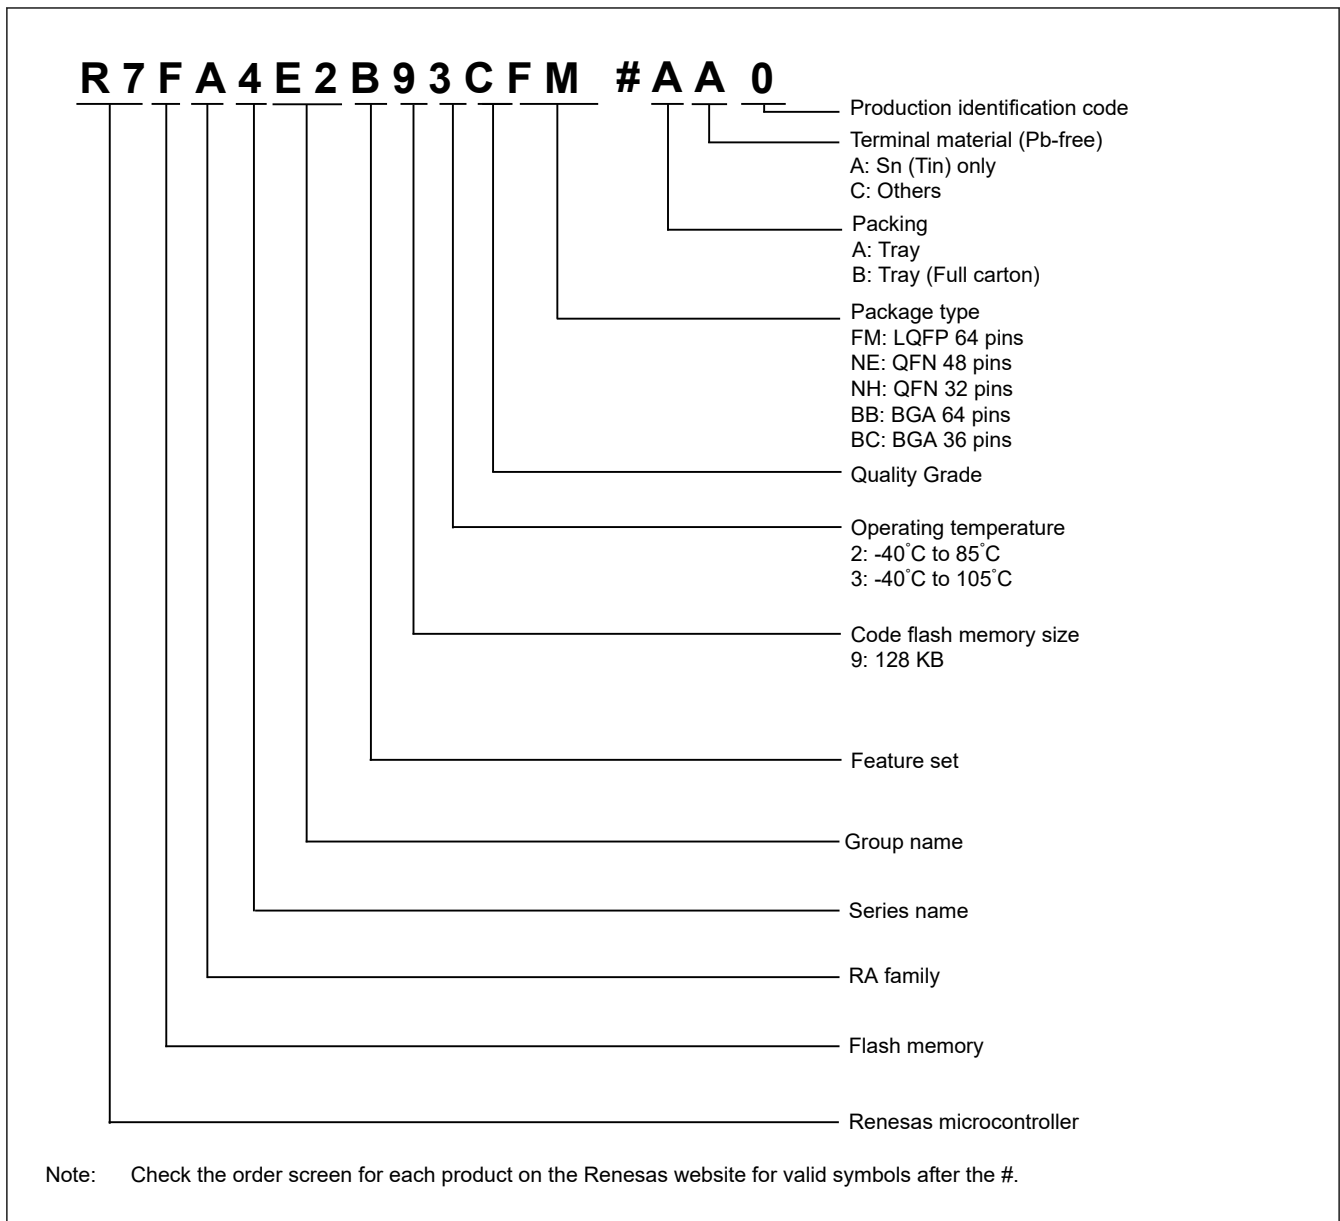 R7FA4E2B93CFM #AA0
Production identification code
Terminal material (Pb-free)
A: Sn (Tin) only
C: Others
Packing
A: Tray
B: Tray (Full carton)
Package type
FM: LQFP 64 pins
NE: QFN 48 pins
NH: QFN 32 pins
BB: BGA 64 pins
BC: BGA 36 pins
Quality Grade
Operating temperature
2: -40°C to 85°C
3: -40°C to 105°C
Code flash memory size
9: 128 KB
Feature set
Group name
Series name
RA family
Flash memory
Renesas microcontroller
Note: Check the order screen for each product on the Renesas website for valid symbols after the #.